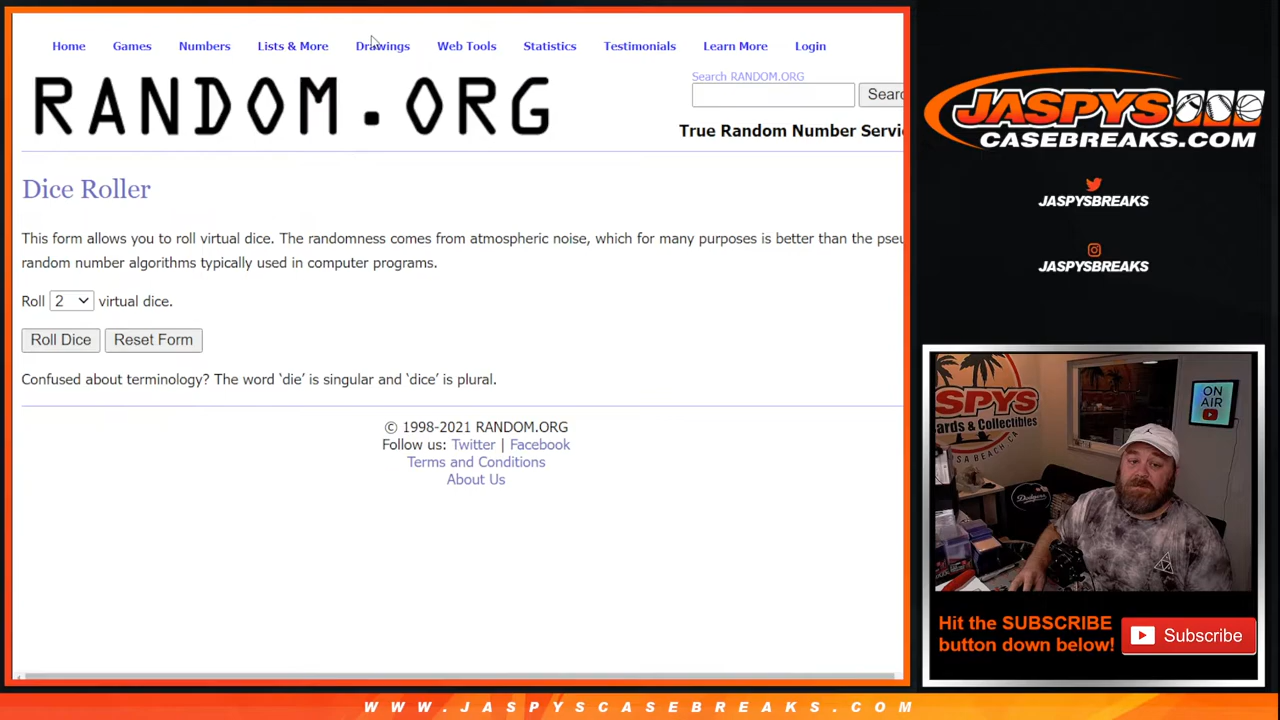 Home Games Numbers Lists & More Drawings Web Tools Statistics Testimonials Learn More Login
RANDOM.ORG
Search RANDOM.ORG
True Random Number
Dice Roller
This form allows you to roll virtual dice. The randomness comes from atmospheric noise, which for many purposes is better than the
random number algorithms typically used in computer programs.
Roll 2 virtual dice.
Roll Dice Reset Form
Confused about terminology? The word ‘die’ is singular and ‘dice’ is plural.
© 1998-2021 RANDOM.ORG
Follow us: Twitter | Facebook
Terms and Conditions
About Us
JASPYS
CASEBREAKS.COM
JASPYSBREAKS
JASPYSBREAKS
ON
AIR
Dodgers
Hit the SUBSCRIBE
button down below!
Subscribe
WWW.JASPYSCASEBREAKS.COM